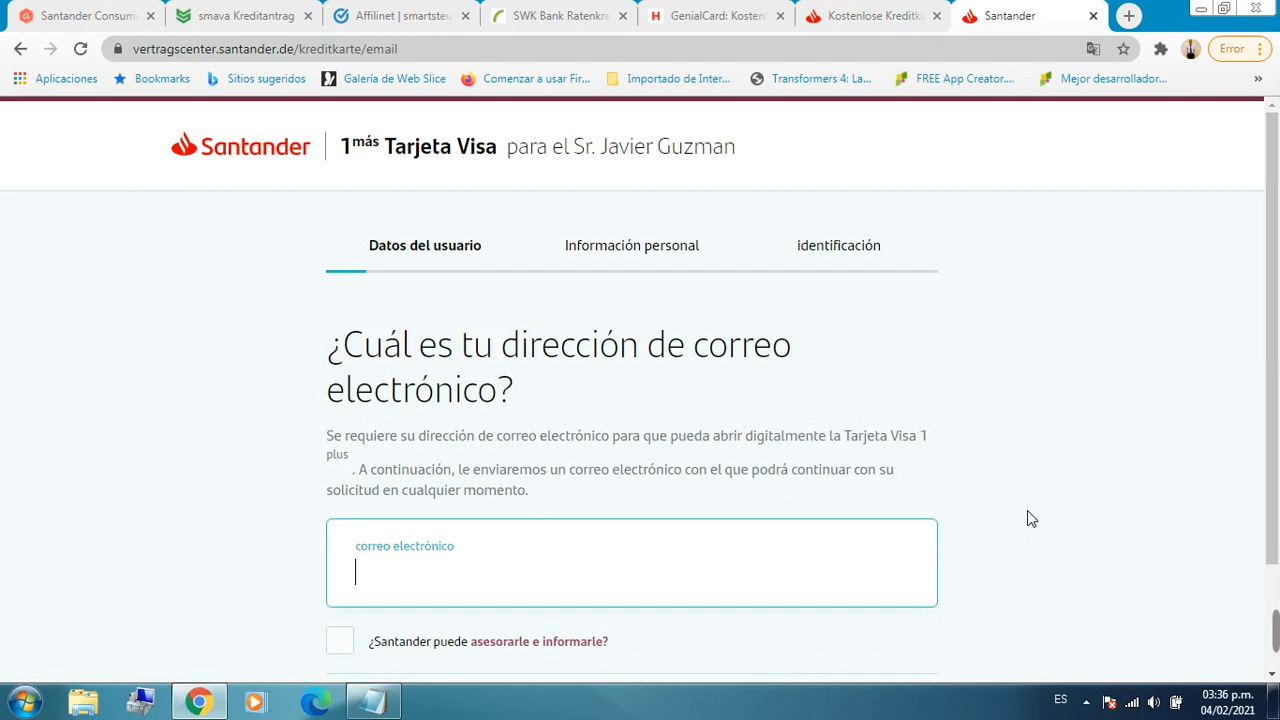 Santander Consum
smava Kreditantrag
Affilinet | smartsteu
SWK Bank Ratenkre
GenialCard: Kostenl
Kostenlose Kreditka
Santander
vertragscenter.santander.de/kreditkarte/email
Error
Aplicaciones
Bookmarks
Sitios sugeridos
Galería de Web Slice
Comenzar a usar Fir...
Importado de Inter...
Transformers 4: La...
FREE App Creator....
Mejor desarrollador...
»
Santander | 1más Tarjeta Visa para el Sr. Javier Guzman
Datos del usuario
Información personal
identificación
¿Cuál es tu dirección de correo
electrónico?
Se requiere su dirección de correo electrónico para que pueda abrir digitalmente la Tarjeta Visa 1
plus
. A continuación, le enviaremos un correo electrónico con el que podrá continuar con su
solicitud en cualquier momento.
correo electrónico
¿Santander puede asesorarle e informarle?
ES
03:36 p.m.
04/02/2021